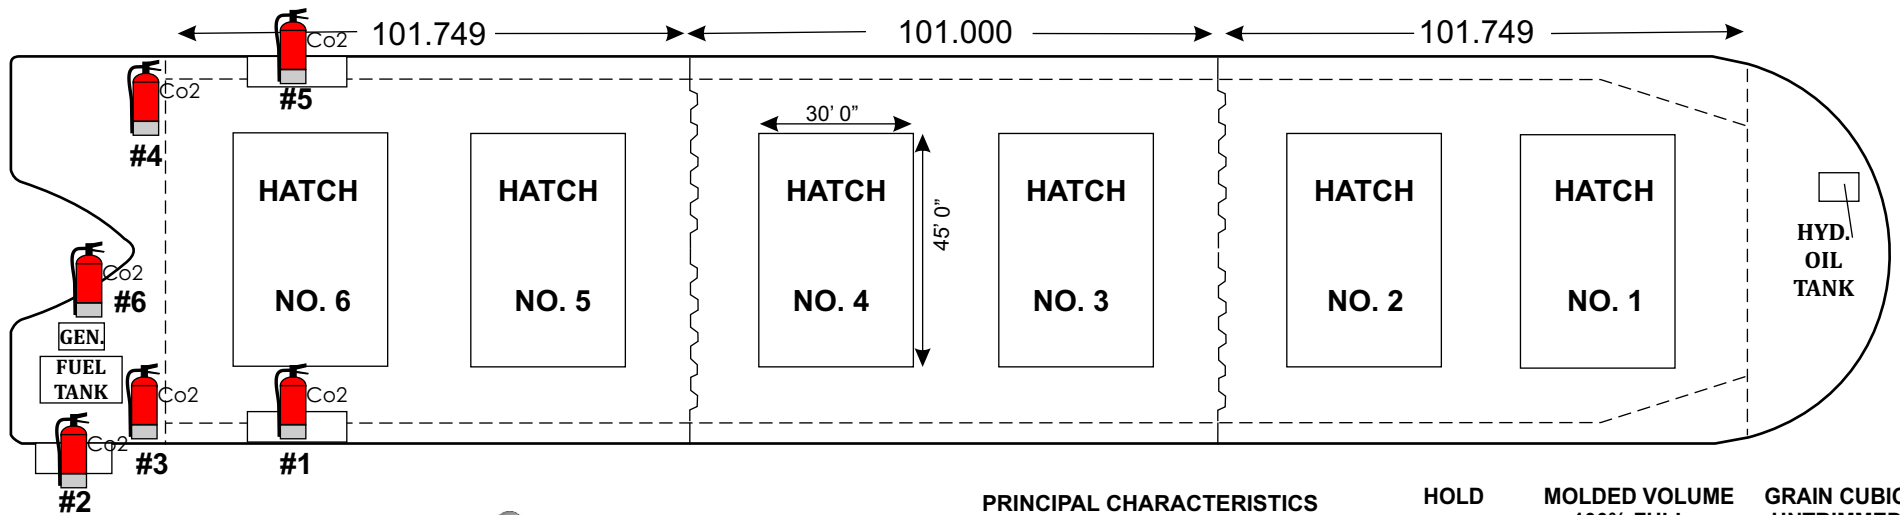 101.749
101.000
101.749
Co2
#5
Co2
#4
30' 0"
45' 0"
HATCH
NO. 6
HATCH
NO. 5
HATCH
NO. 4
HATCH
NO. 3
HATCH
NO. 2
HATCH
NO. 1
HYD.
OIL
TANK
Co2
#6
GEN.
FUEL
TANK
Co2
#3
Co2
#1
Co2
#2
PRINCIPAL CHARACTERISTICS
HOLD
MOLDED VOLUME
GRAIN CUBIC